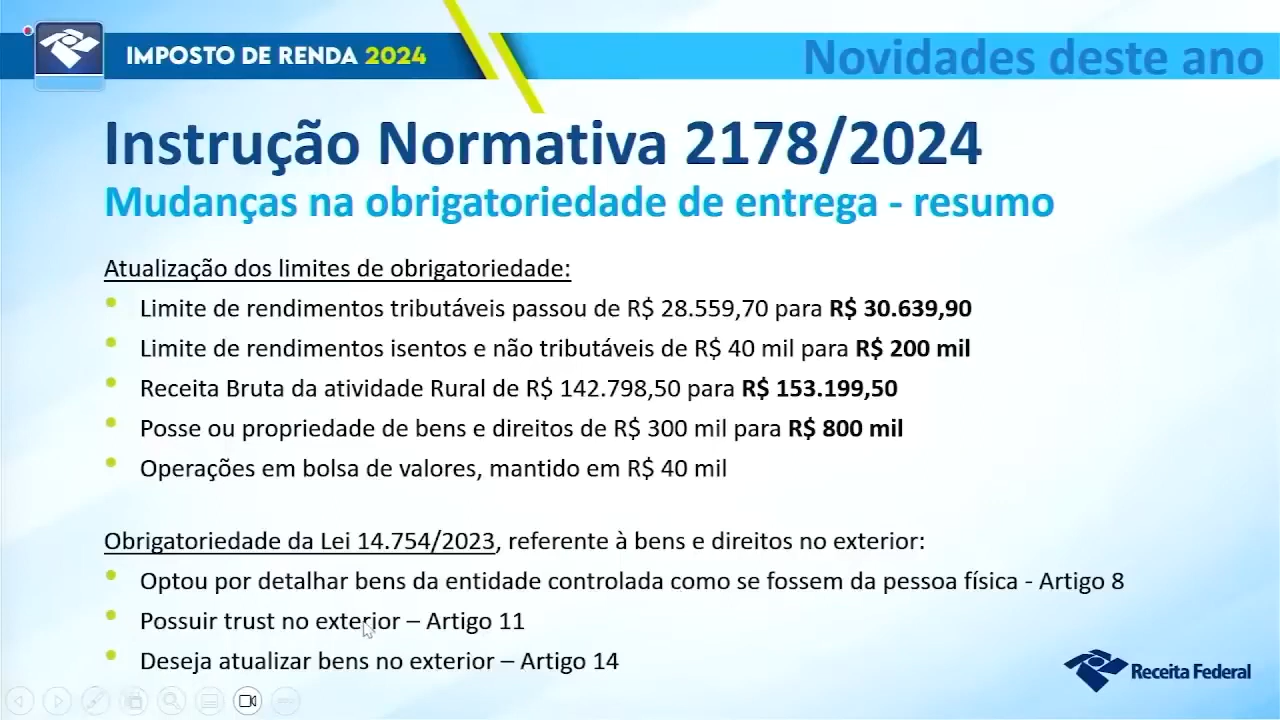 IMPOSTO DE RENDA 2024
Novidades deste ano
Instrução Normativa 2178/2024
Mudanças na obrigatoriedade de entrega - resumo
Atualização dos limites de obrigatoriedade:
Limite de rendimentos tributáveis passou de R$ 28.559,70 para R$ 30.639,90
Limite de rendimentos isentos e não tributáveis de R$ 40 mil para R$ 200 mil
Receita Bruta da atividade Rural de R$ 142.798,50 para R$ 153.199,50
Posse ou propriedade de bens e direitos de R$ 300 mil para R$ 800 mil
Operações em bolsa de valores, mantido em R$ 40 mil
Obrigatoriedade da Lei 14.754/2023, referente à bens e direitos no exterior:
Optou por detalhar bens da entidade controlada como se fossem da pessoa física - Artigo 8
Possuir trust no exterior – Artigo 11
Deseja atualizar bens no exterior – Artigo 14
Receita Federal